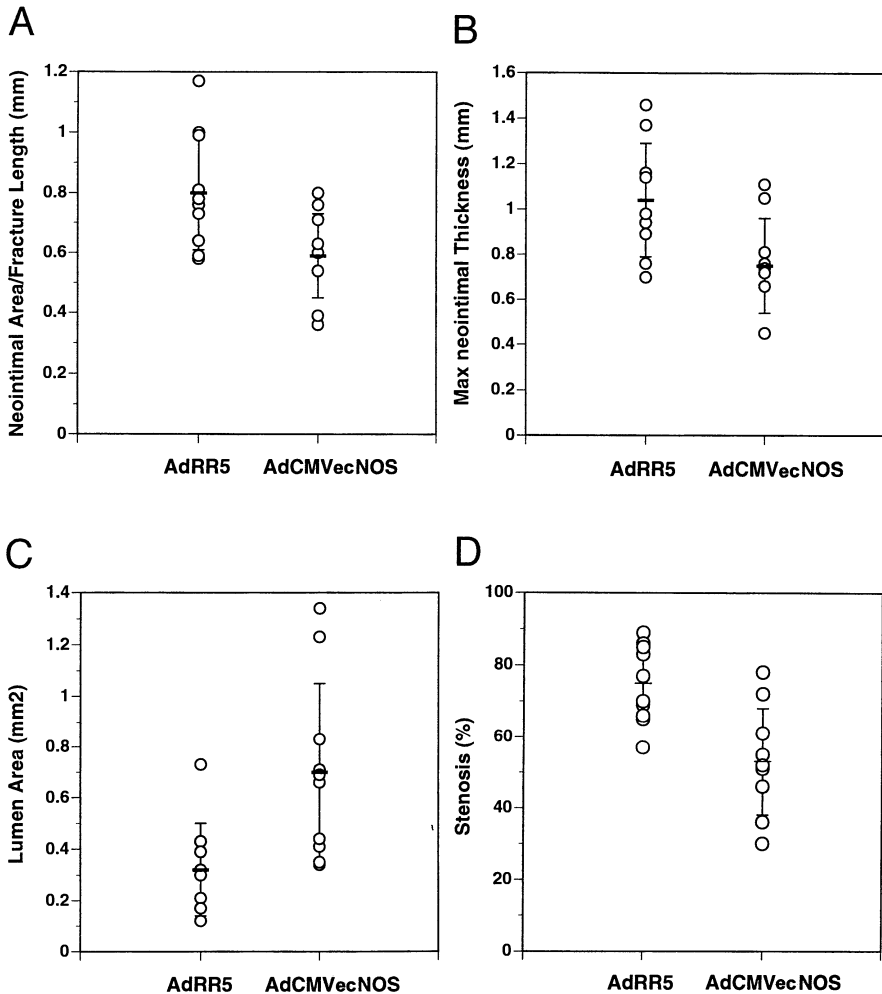 A
Neointimal Area/Fracture Length (mm)
1.2
1
0.8
0.6
0.4
0.2
0
AdRR5 AdCMVecNOS
B
Max neointimal Thickness (mm)
1.6
1.4
1.2
1
0.8
0.6
0.4
0.2
0
AdRR5 AdCMVecNOS
C
Lumen Area (mm2)
1.4
1
0.8
0.6
0.4
0.2
0
AdRR5 AdCMVecNOS
D
Stenosis (%)
100
80
60
40
20
0
AdRR5 AdCMVecNOS